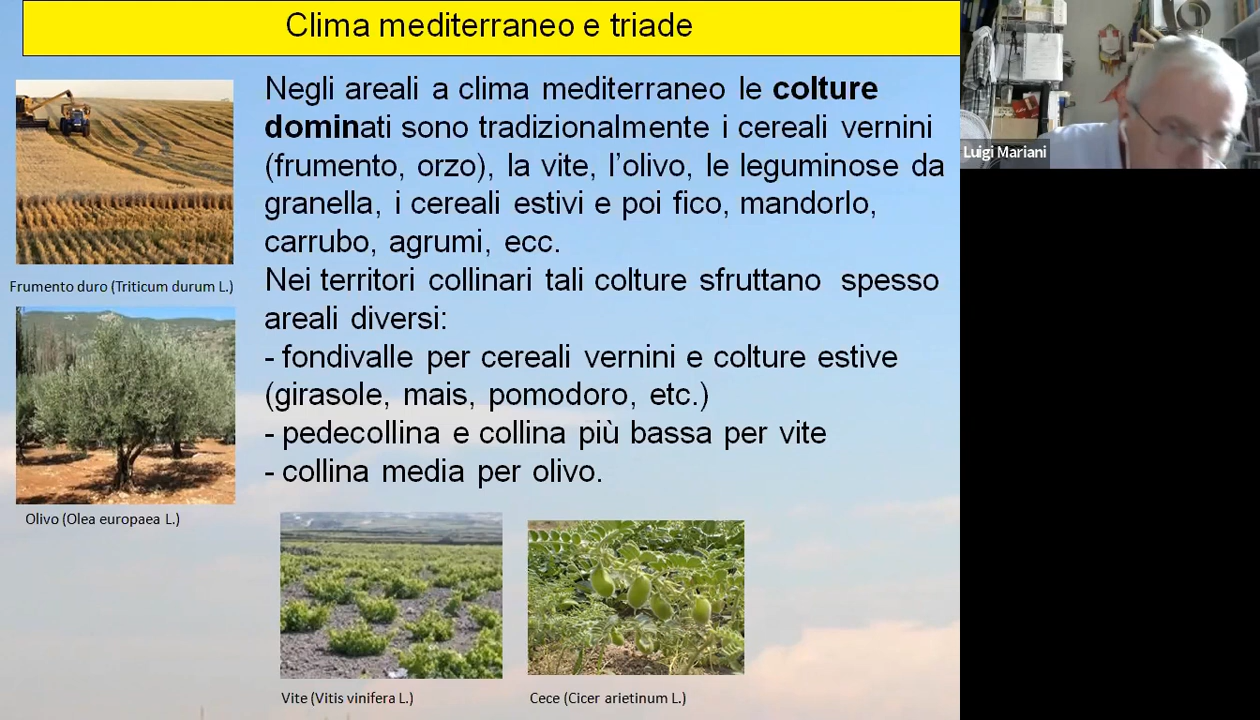 Clima mediterraneo e triade
Negli areali a clima mediterraneo le colture
dominati sono tradizionalmente i cereali vernini
(frumento, orzo), la vite, l’olivo, le leguminose da
granella, i cereali estivi e poi fico, mandorlo,
carrubo, agrumi, ecc.
Nei territori collinari tali colture sfruttano spesso
areali diversi:
- fondivalle per cereali vernini e colture estive
(girasole, mais, pomodoro, etc.)
- pedecollina e collina più bassa per vite
- collina media per olivo.
Frumento duro (Triticum durum L.)
Olivo (Olea europaea L.)
Vite (Vitis vinifera L.)
Cece (Cicer arietinum L.)
Luigi Mariani